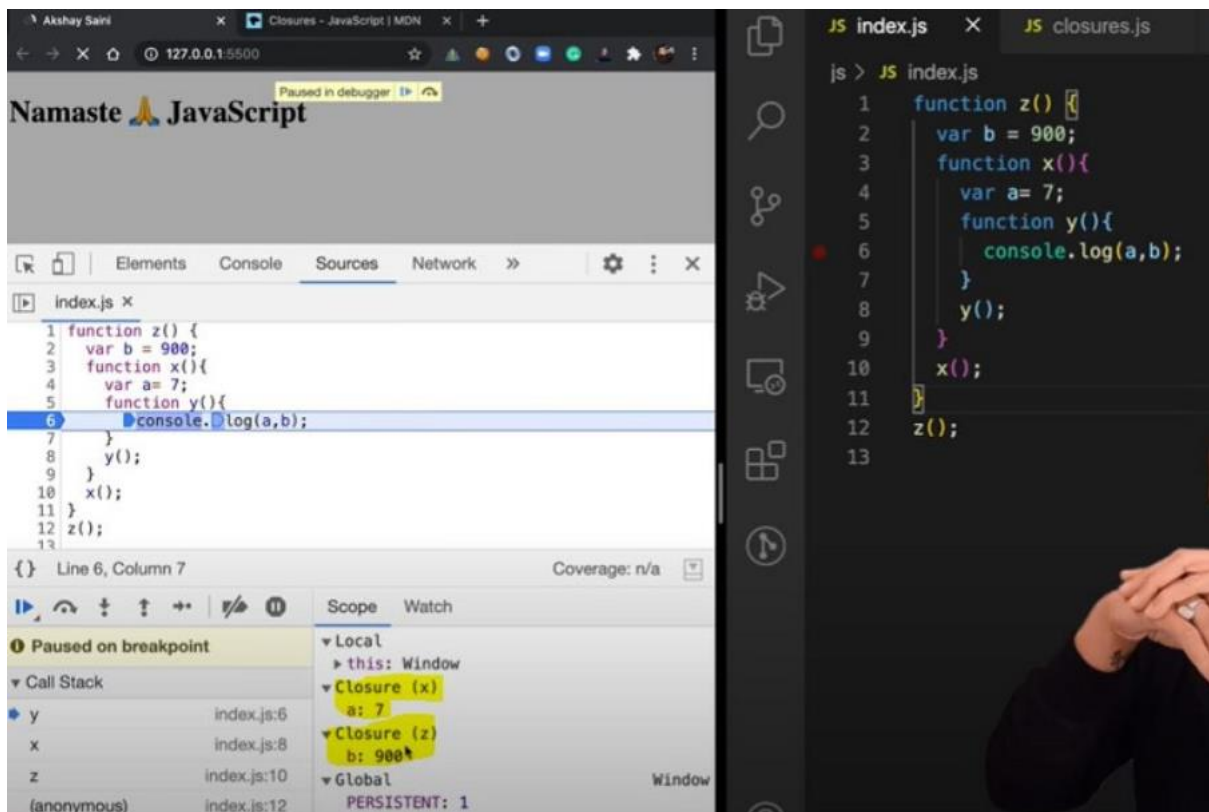 Akshay Saini
Closures - JavaScript | MDN
127.0.0.1:5500
Paused in debugger
Namaste 🙏 JavaScript
Elements Console Sources Network »
index.js ×
1 function z() {
2 var b = 900;
3 function x(){
4 var a= 7;
5 function y(){
6 console.log(a,b);
7 }
8 y();
9 }
10 x();
11 }
12 z();
13
{} Line 6, Column 7 Coverage: n/a
Scope Watch
Paused on breakpoint
Call Stack
y index.js:6
x index.js:8
z index.js:10
(anonymous) index.js:12
Local
this: Window
Closure (x)
a: 7
Closure (z)
b: 900
Global Window
PERSISTENT: 1
JS index.js × JS closures.js
js > JS index.js
1 function z() {
2 var b = 900;
3 function x(){
4 var a= 7;
5 function y(){
6 console.log(a,b);
7 }
8 y();
9 }
10 x();
11 }
12 z();
13